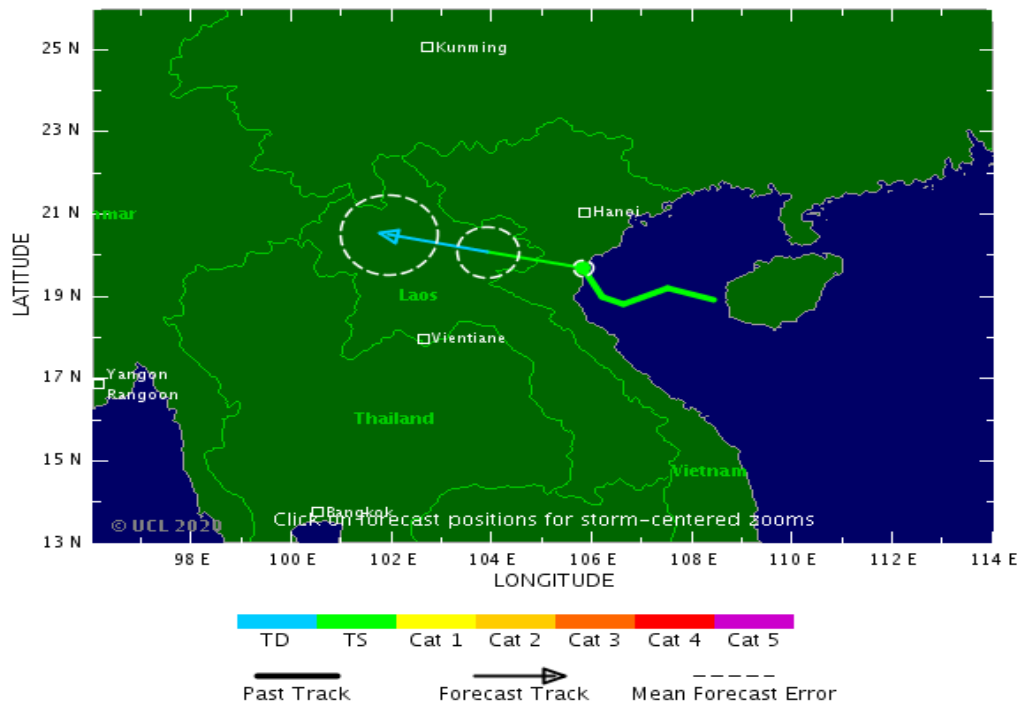 25 N
Kunming
23 N
21 N
nmar
Hanoi
LATITUDE
19 N
Laos
Vientiane
17 N
Yangon
Rangoon
Thailand
15 N
Vietnam
Bangkok
© UCL 2020
Click on forecast positions for storm-centered zooms
13 N
98 E 100 E 102 E 104 E 106 E 108 E 110 E 112 E 114 E
LONGITUDE
TD TS Cat 1 Cat 2 Cat 3 Cat 4 Cat 5
Past Track Forecast Track Mean Forecast Error